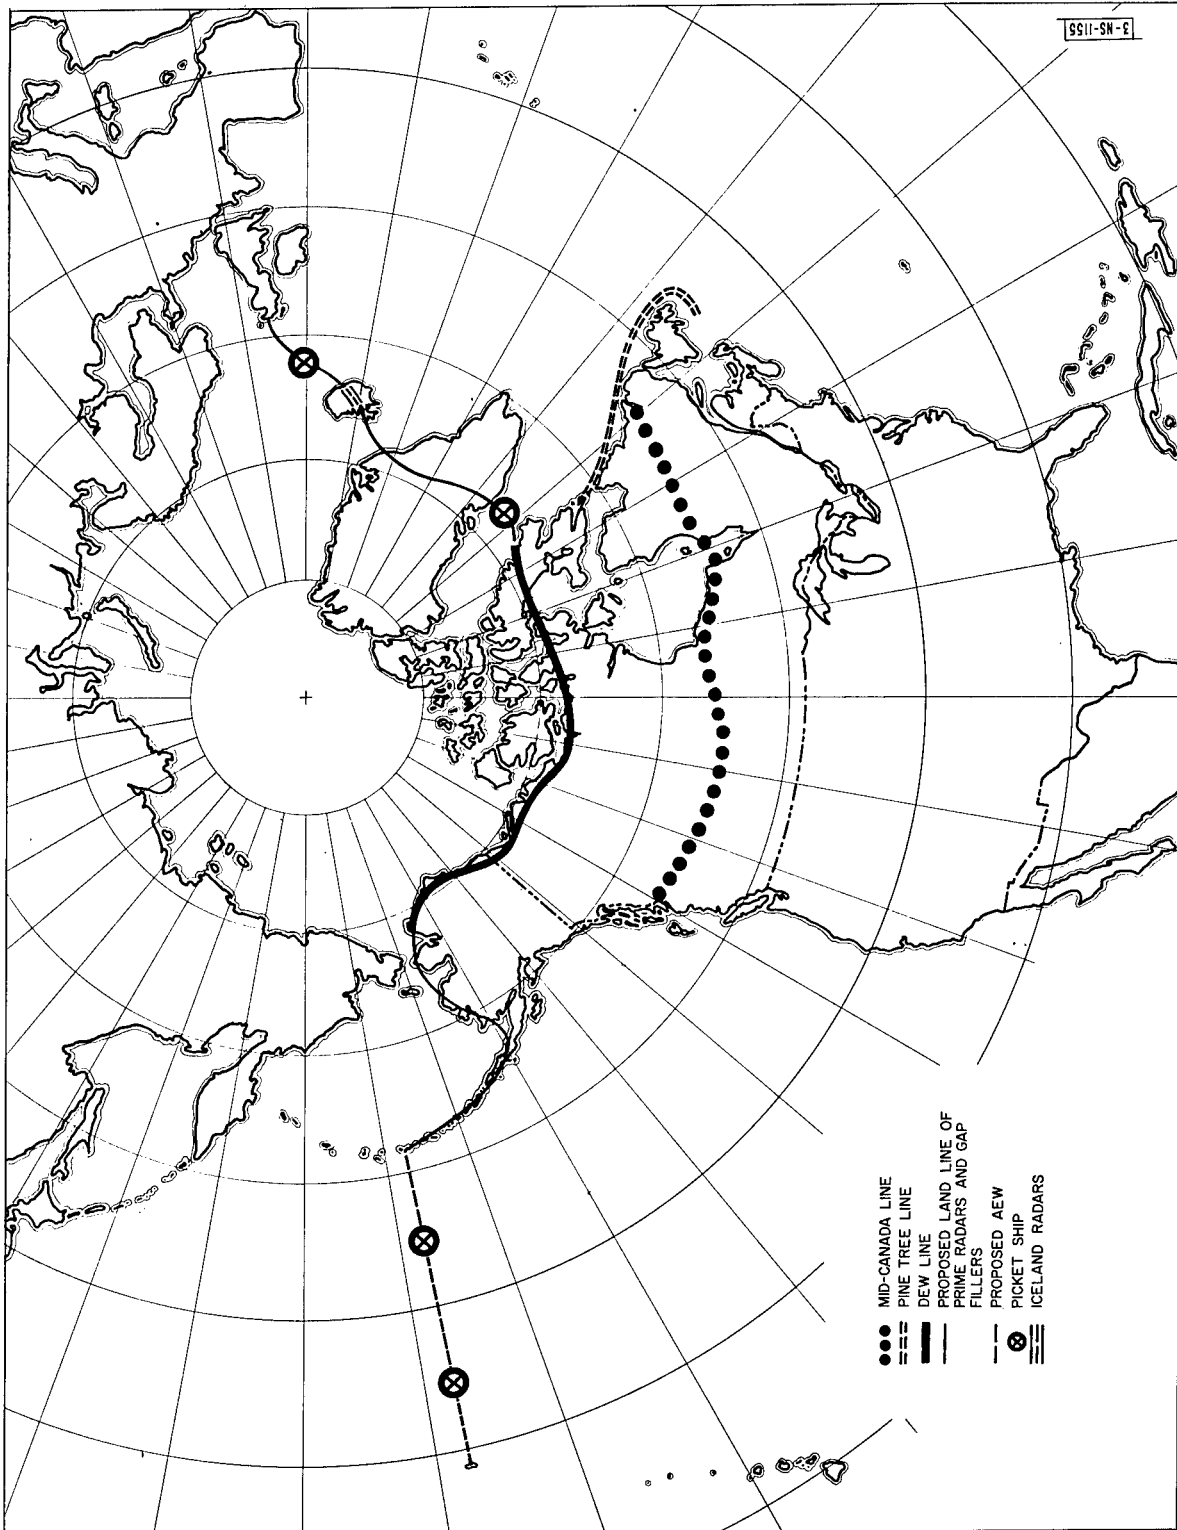 3-NS-1155
MID-CANADA LINE
PINE TREE LINE
DEW LINE
PROPOSED LAND LINE OF
PRIME RADARS AND GAP
FILLERS
PROPOSED AEW
PICKET SHIP
ICELAND RADARS